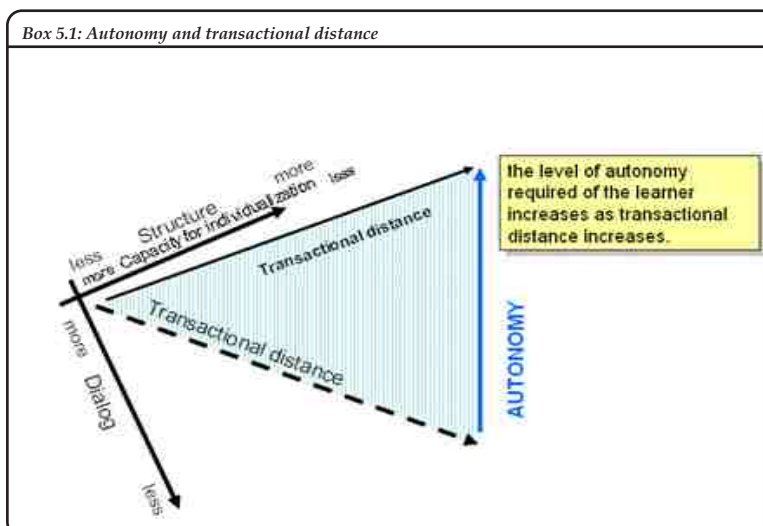 Box 5.1: Autonomy and transactional distance
less Structure more
more Capacity for individualization less
Transactional distance
Transactional distance
more Dialog less
AUTONOMY
the level of autonomy
required of the learner
increases as transactional
distance increases.